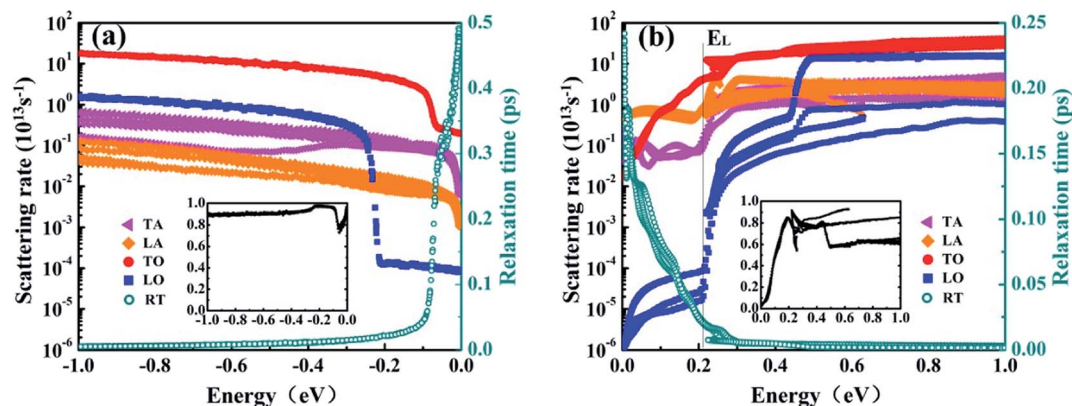 (a)
Scattering rate (10^13 s^-1)
10^2
10^1
10^0
10^-1
10^-2
10^-3
10^-4
10^-5
10^-6
TA
LA
TO
LO
RT
1.0
0.8
0.6
0.4
0.2
0.0
-1.0 -0.8 -0.6 -0.4 -0.2 0.0
0.5
0.4
0.3
0.2
0.1
0.0
Relaxation time (ps)
-1.0 -0.8 -0.6 -0.4 -0.2 0.0
Energy（eV）
(b)
E_L
Scattering rate (10^13 s^-1)
10^2
10^1
10^0
10^-1
10^-2
10^-3
10^-4
10^-5
10^-6
TA
LA
TO
LO
RT
1.0
0.8
0.6
0.4
0.2
0.0
0.0 0.2 0.4 0.6 0.8 1.0
0.25
0.20
0.15
0.10
0.05
0.00
Relaxation time (ps)
0.0 0.2 0.4 0.6 0.8 1.0
Energy（eV）